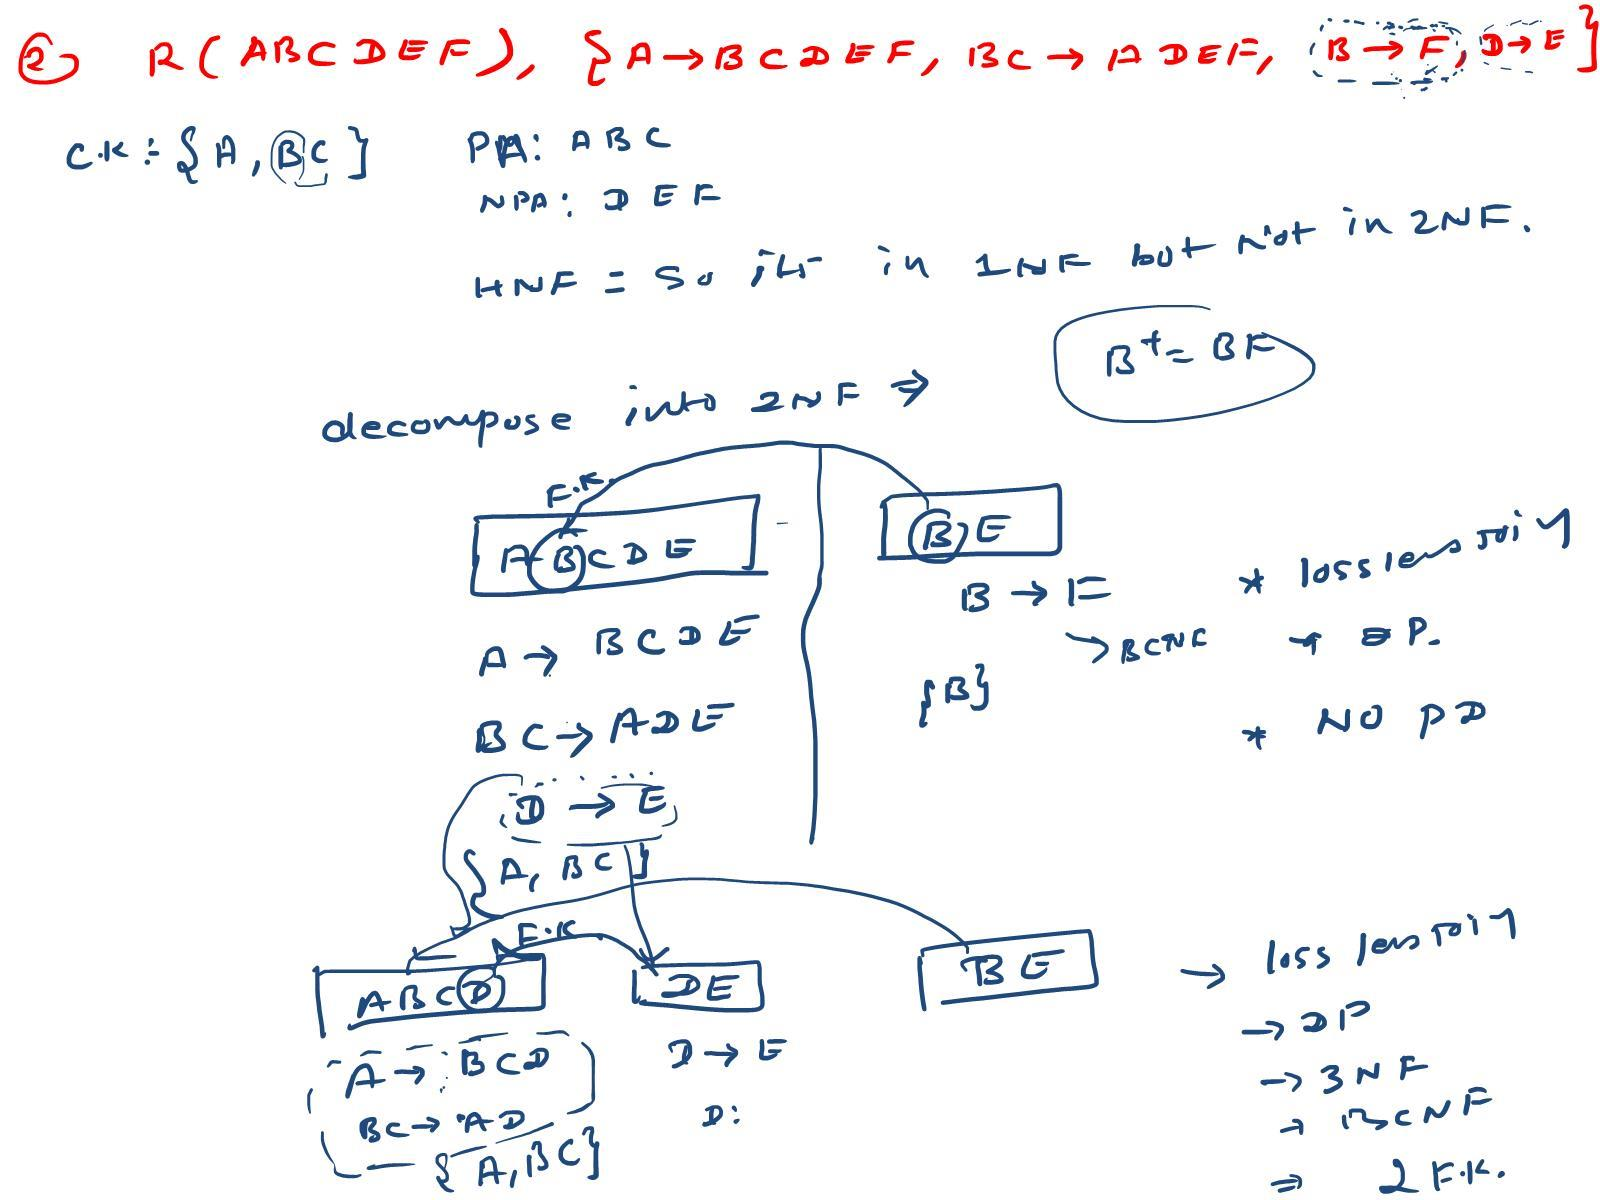 ② R(ABCDEF), {A→BCDEF, BC→ADEF, B→F, D→E}
C.K ÷ {A, BC} PA: ABC
NPA: DEF
HNF = So it in 1NF but not in 2NF.
B⁺ = BF
decompose into 2NF →
F.K.
ABCDE B,E
B → F
* lossless join
A → BCDE
→ BCNF
→ DP.
{B}
BC → ADE
* NO PD
D → E
{A, BC}
F.K
ABCD DE BE
→ lossless join
→ DP
A → BCD D → E
→ 3NF
BC → AD D:
→ BCNF
{A, BC}
⇒ 2 F.K.